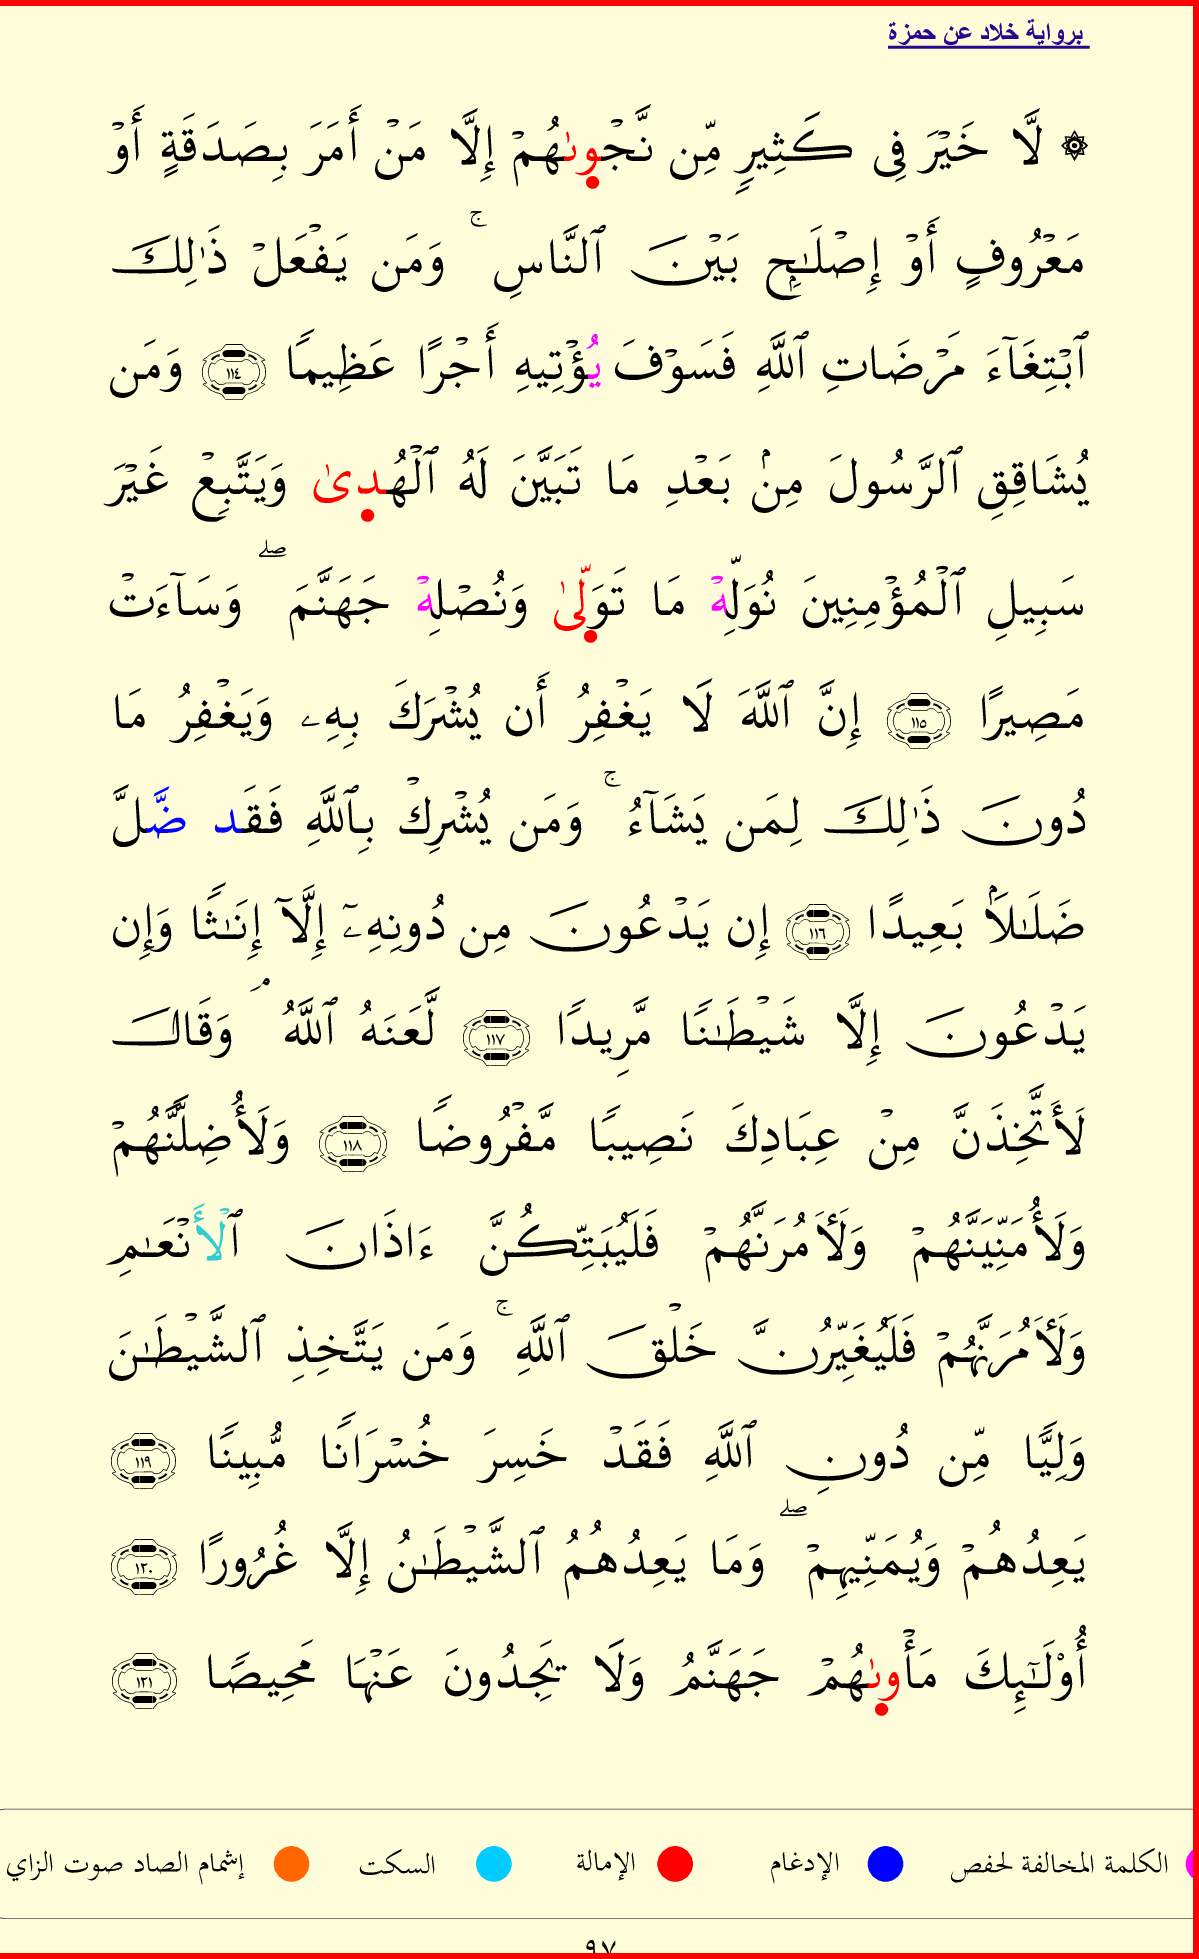 برواية خلاد عن حمزة
۞ لَّا خَيْرَ فِى كَثِيرٍ مِّن نَّجْوىٰهُمْ إِلَّا مَنْ أَمَرَ بِصَدَقَةٍ أَوْ
مَعْرُوفٍ أَوْ إِصْلَـٰحٍۭ بَيْنَ ٱلنَّاسِ ۚ وَمَن يَفْعَلْ ذَٰلِكَ
ٱبْتِغَآءَ مَرْضَاتِ ٱللَّهِ فَسَوْفَ يُؤْتِيهِ أَجْرًا عَظِيمًا ١١٤ وَمَن
يُشَاقِقِ ٱلرَّسُولَ مِنۢ بَعْدِ مَا تَبَيَّنَ لَهُ ٱلْهُدىٰ وَيَتَّبِعْ غَيْرَ
سَبِيلِ ٱلْمُؤْمِنِينَ نُوَلِّهْ مَا تَوَلّىٰ وَنُصْلِهْ جَهَنَّمَ ۖ وَسَآءَتْ
مَصِيرًا ١١٥ إِنَّ ٱللَّهَ لَا يَغْفِرُ أَن يُشْرَكَ بِهِۦ وَيَغْفِرُ مَا
دُونَ ذَٰلِكَ لِمَن يَشَآءُ ۚ وَمَن يُشْرِكْ بِٱللَّهِ فَقَد ضَّلَّ
ضَلَـٰلَۢا بَعِيدًا ١١٦ إِن يَدْعُونَ مِن دُونِهِۦٓ إِلَّآ إِنَـٰثًا وَإِن
يَدْعُونَ إِلَّا شَيْطَـٰنًا مَّرِيدًا ١١٧ لَّعَنَهُ ٱللَّهُ ۘ وَقَالَ
لَأَتَّخِذَنَّ مِنْ عِبَادِكَ نَصِيبًا مَّفْرُوضًا ١١٨ وَلَأُضِلَّنَّهُمْ
وَلَأُمَنِّيَنَّهُمْ وَلَـَٔامُرَنَّهُمْ فَلَيُبَتِّكُنَّ ءَاذَانَ ٱلْأَنْعَـٰمِ
وَلَـَٔامُرَنَّهُمْ فَلَيُغَيِّرُنَّ خَلْقَ ٱللَّهِ ۚ وَمَن يَتَّخِذِ ٱلشَّيْطَـٰنَ
وَلِيًّا مِّن دُونِ ٱللَّهِ فَقَدْ خَسِرَ خُسْرَانًا مُّبِينًا ١١٩
يَعِدُهُمْ وَيُمَنِّيهِمْ ۖ وَمَا يَعِدُهُمُ ٱلشَّيْطَـٰنُ إِلَّا غُرُورًا ١٢٠
أُو۟لَـٰٓئِكَ مَأْوىٰهُمْ جَهَنَّمُ وَلَا يَجِدُونَ عَنْهَا مَحِيصًا ١٢١
الكلمة المخالفة لحفص الإدغام الإمالة السكت إشمام الصاد صوت الزاي
٩٧